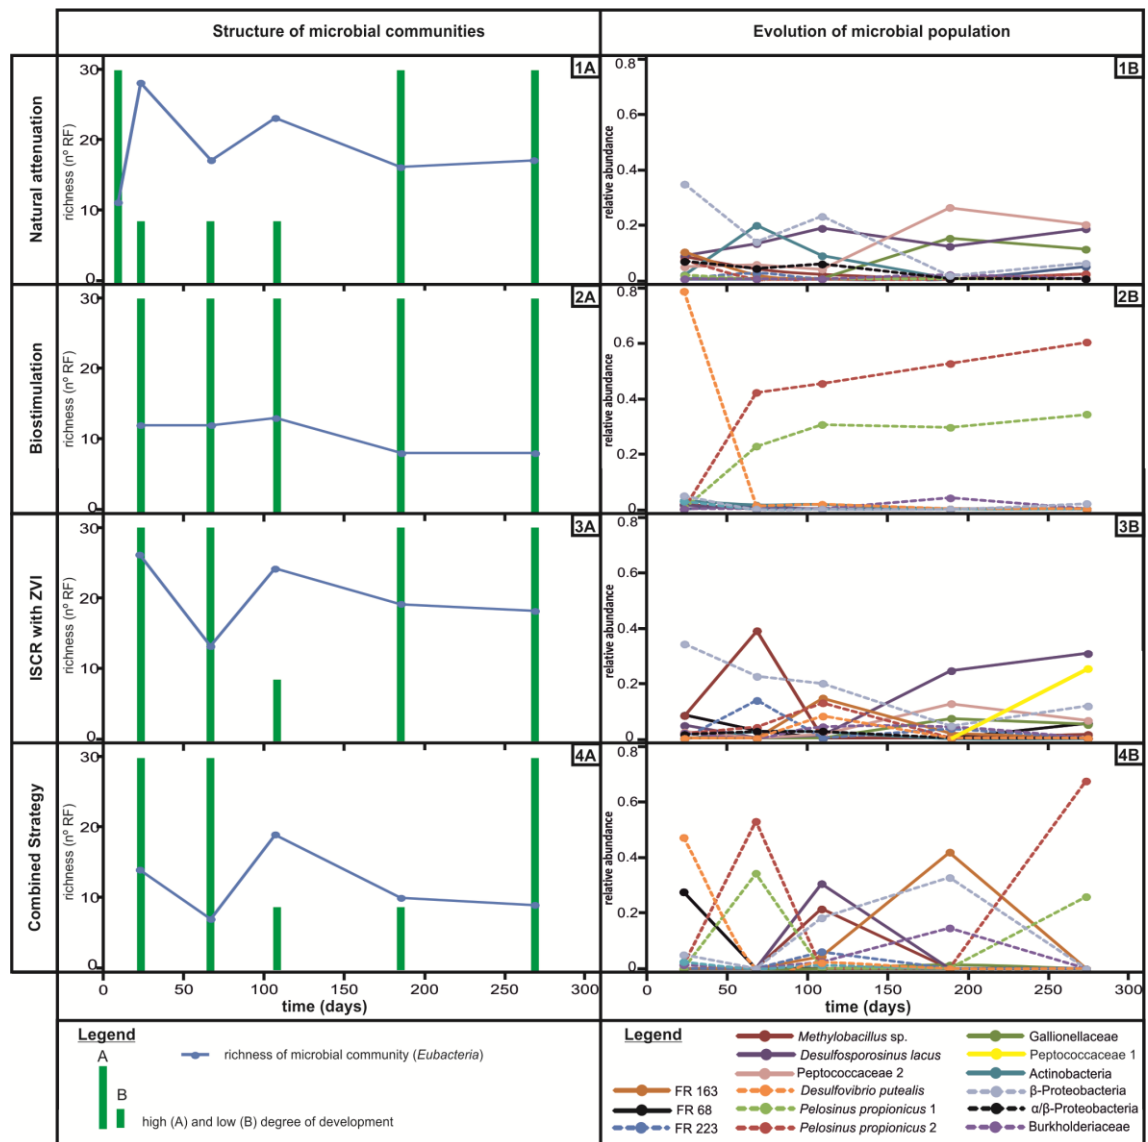 Structure of microbial communities
Evolution of microbial population
Natural attenuation
richness (nº RF)
30
20
10
0
1A
relative abundance
0.8
0.6
0.4
0.2
0
1B
Biostimulation
richness (nº RF)
30
20
10
0
2A
relative abundance
0.8
0.6
0.4
0.2
0
2B
ISCR with ZVI
richness (nº RF)
30
20
10
0
3A
relative abundance
0.8
0.6
0.4
0.2
0
3B
Combined Strategy
richness (nº RF)
30
20
10
0
4A
relative abundance
0.8
0.6
0.4
0.2
0
4B
0 50 100 150 200 250 300
time (days)
0 50 100 150 200 250 300
time (days)
Legend
A
B
richness of microbial community (Eubacteria)
high (A) and low (B) degree of development
Legend
FR 163
FR 68
FR 223
Methylobacillus sp.
Desulfosporosinus lacus
Peptococcaceae 2
Desulfovibrio putealis
Pelosinus propionicus 1
Pelosinus propionicus 2
Gallionellaceae
Peptococcaceae 1
Actinobacteria
β-Proteobacteria
α/β-Proteobacteria
Burkholderiaceae